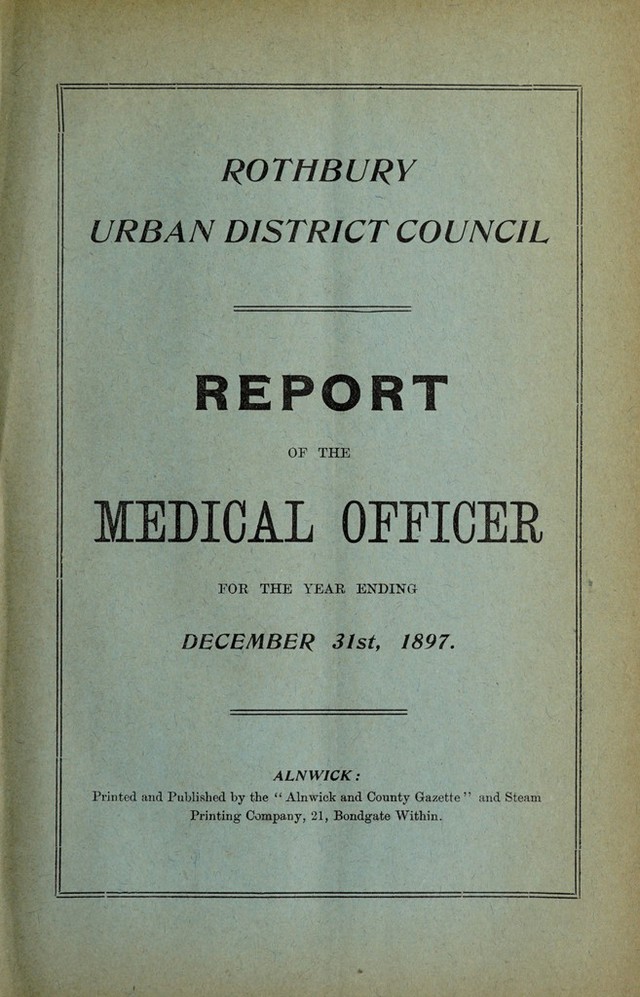 ROTHBURY
URBAN DISTRICT COUNCIL
REPORT
OF THE
MEDICAL OFFICER
FOR THE YEAR ENDING
DECEMBER 31st, 1897.
ALNWICK:
Printed and Published by the “Alnwick and County Gazette” and Steam
Printing Company, 21, Bondgate Within.